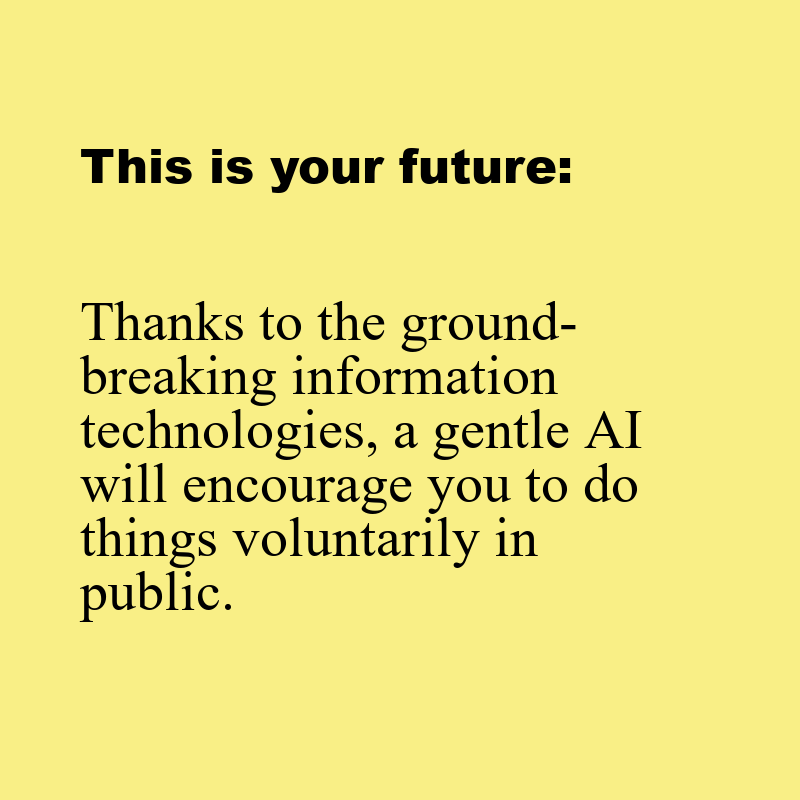 This is your future:
Thanks to the ground-
breaking information
technologies, a gentle AI
will encourage you to do
things voluntarily in
public.